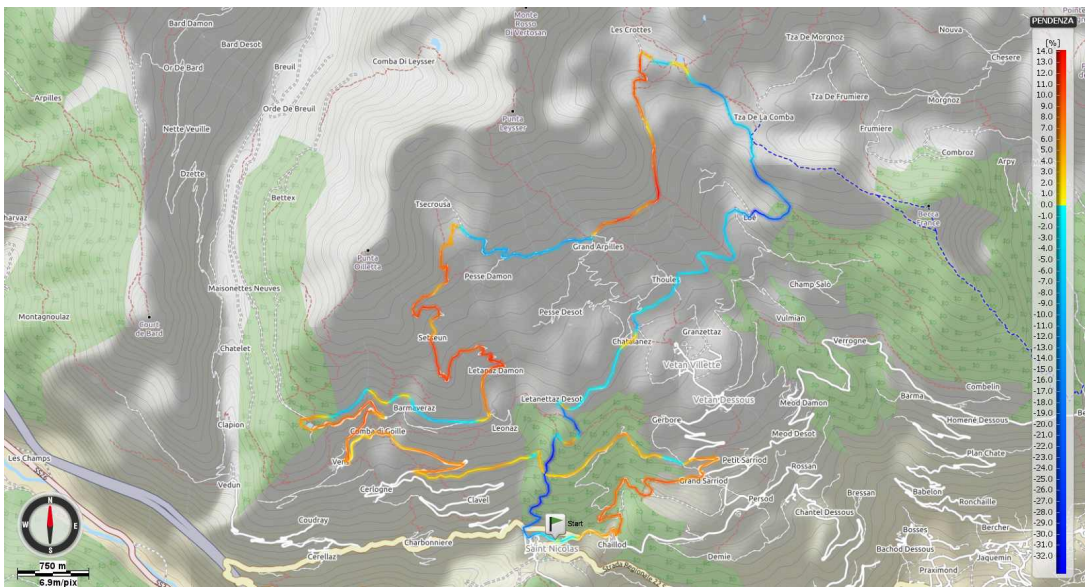 Bard Damon
Monte
Rosso
Di Vertosan
Les Crottes
Nouva
PENDENZA
[%]
Bard Desot
Tza De Morgnoz
Chesere
Or De Bard
Breuil
Comba Di Leysser
Arpilles
Orde De Breuil
Tza De Frumiere
Morgnoz
Punta
Leysser
Tza De La Comba
Nette Veuille
Frumiere
Combroz
Arpy
Dzette
Bettex
Tsecrousa
Becca
France
Grand Arpilles
Punta
Oilletta
Pesse Damon
Thoules
Champ Salò
Maisonettes Neuves
Montagnoulaz
Court
de Bard
Pesse Desot
Vulmian
Granzettaz
Setseun
Chatalanez
Verrogne
Chatelet
Vetan Villette
Letanaz Damon
Combelin
Letanettaz Desot
Vetan Dessous
Meod Damon
Barma
Barmaveraz
Clapion
Leonaz
Gerbore
Homené Dessous
Combe di Goille
Meod Desot
Plan Chate
Les Champs
SS26
Petit Sarriod
Rossan
Vedun
Cerlogne
Grand Sarriod
Babelon
Clavel
Persod
Bressan
Ronchaille
Coudray
Chantel Dessous
Start
Bosses
Bercher
Charbonniere
Cerellaz
Saint Nicolas
Chaillod
Demie
Bachod Dessous
Jaquemin
Praximond
N
W
E
S
750 m
6.9m/pix
14.0
13.0
12.0
11.0
10.0
9.0
8.0
7.0
6.0
5.0
4.0
3.0
2.0
1.0
0.0
-1.0
-2.0
-3.0
-4.0
-5.0
-6.0
-7.0
-8.0
-9.0
-10.0
-11.0
-12.0
-13.0
-14.0
-15.0
-16.0
-17.0
-18.0
-19.0
-20.0
-21.0
-22.0
-23.0
-24.0
-25.0
-26.0
-27.0
-28.0
-29.0
-30.0
-31.0
-32.0